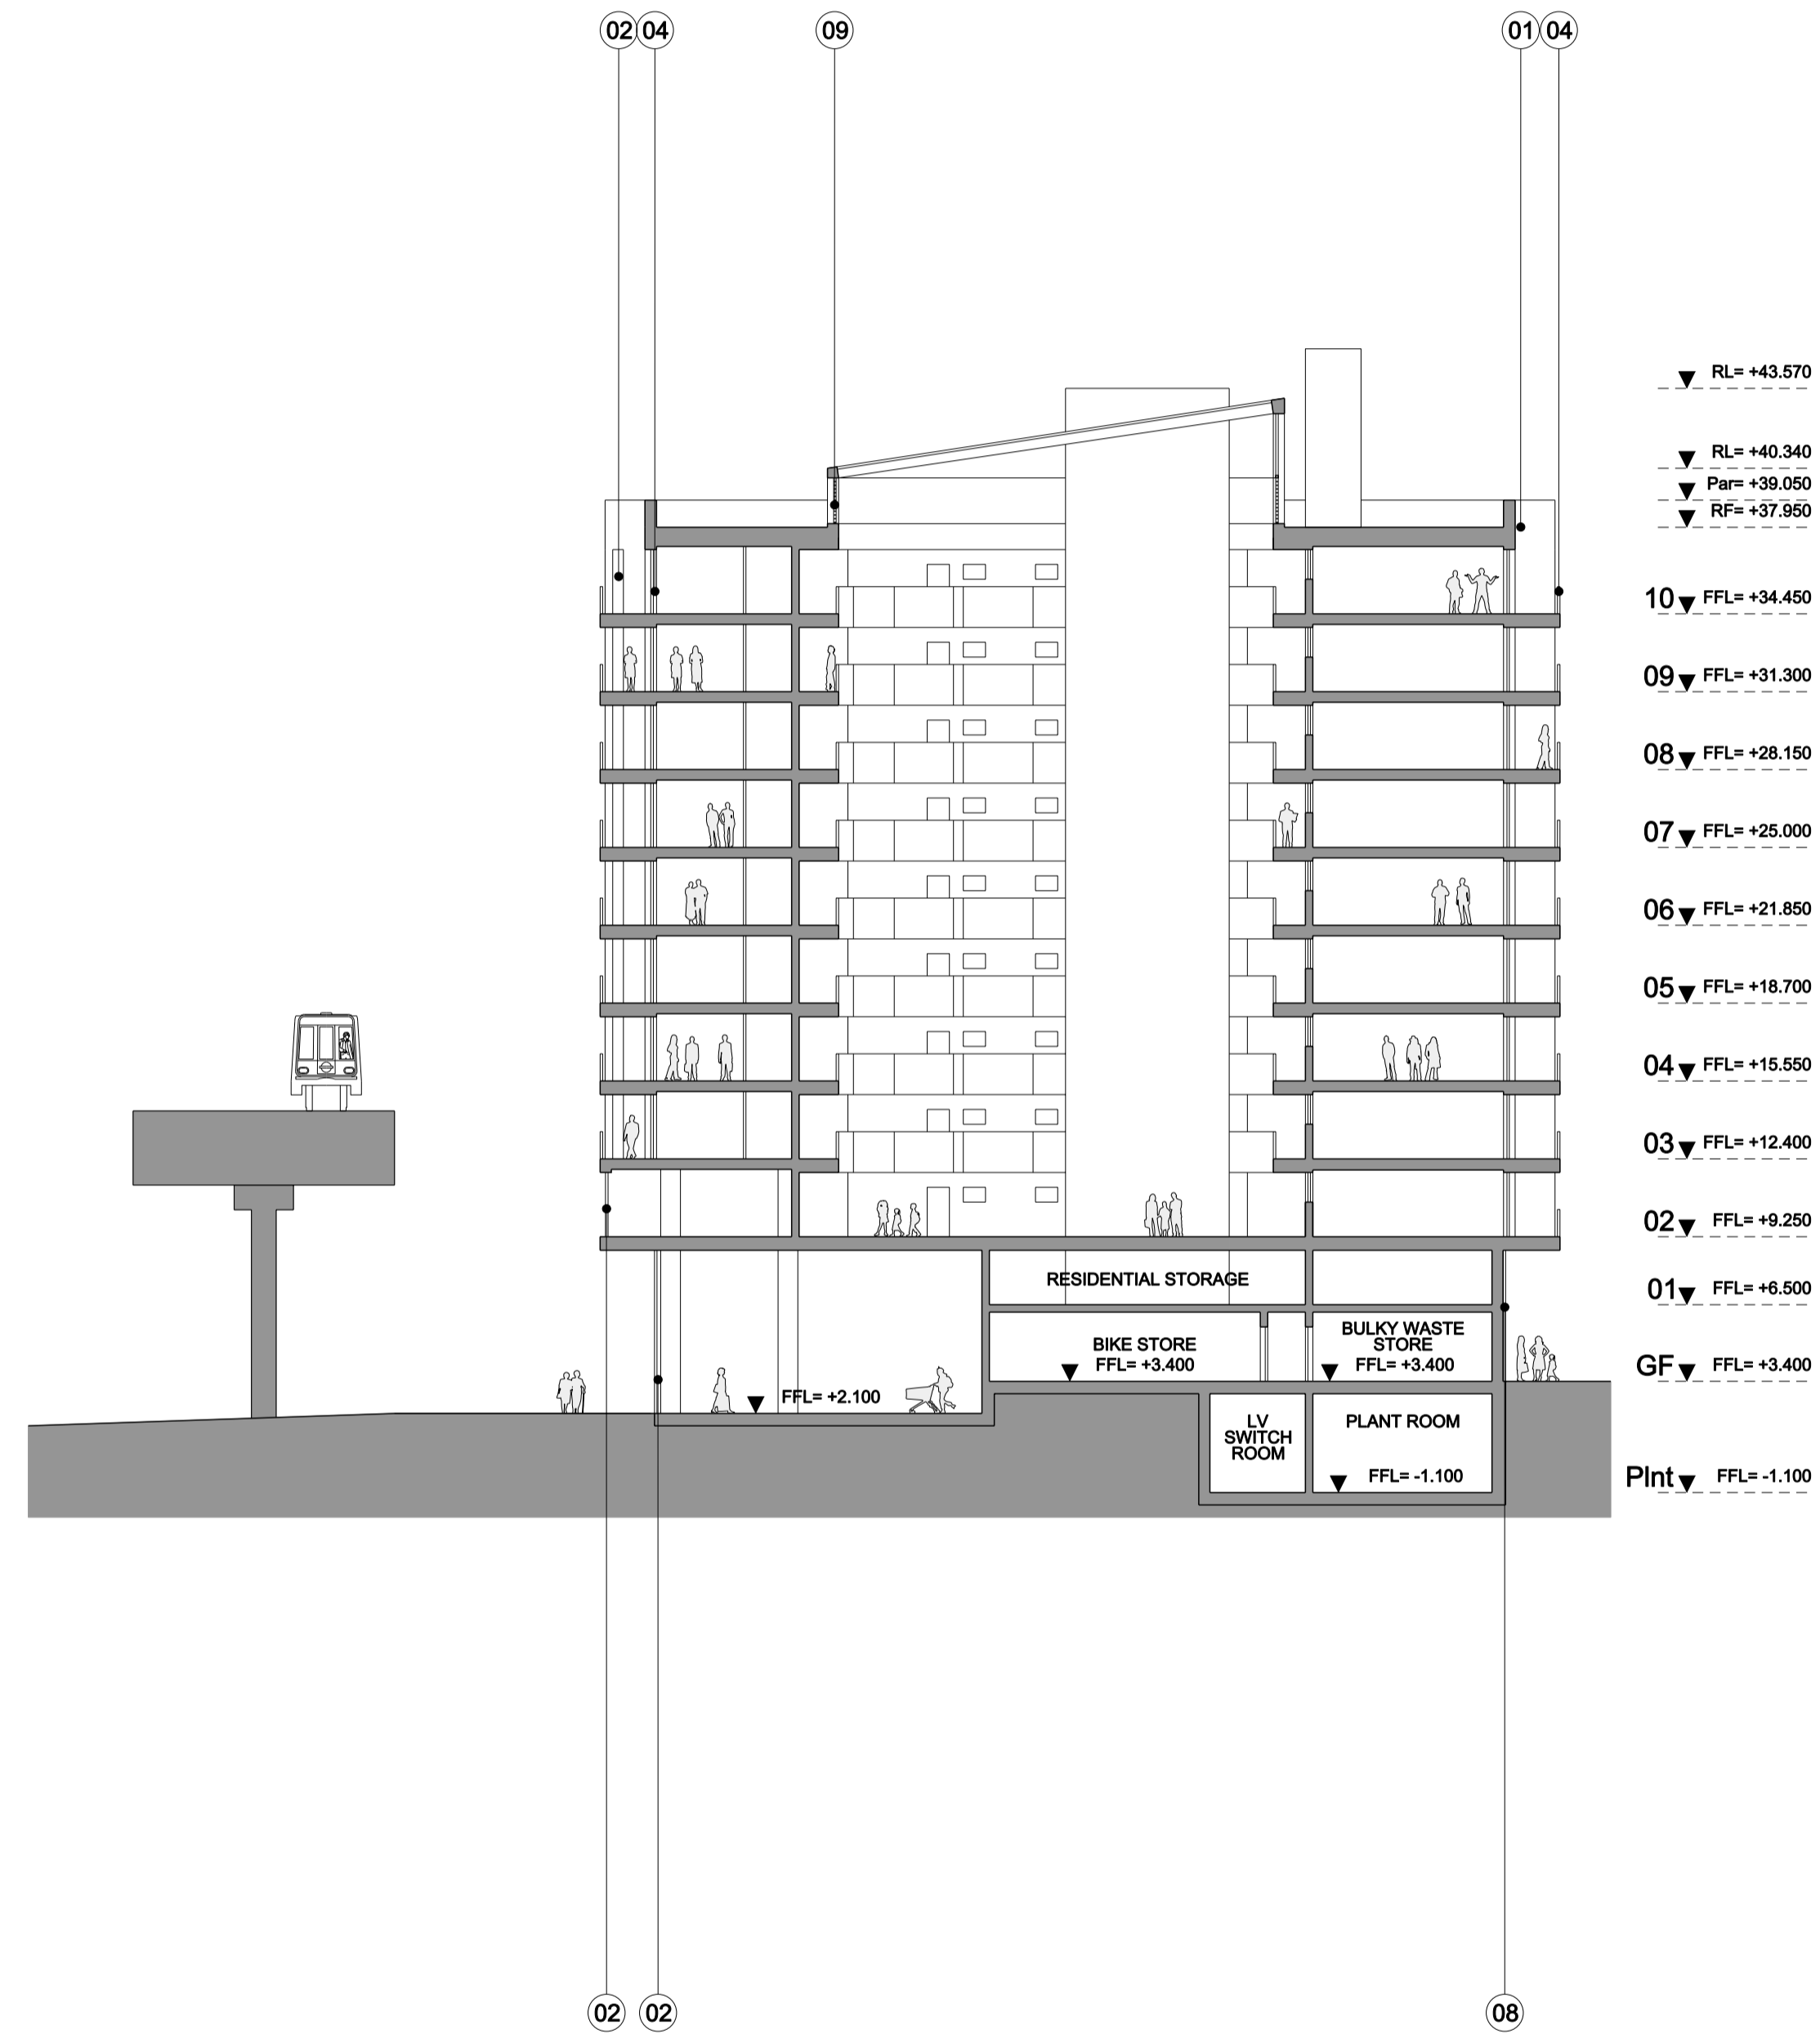 02 04 09 01 04
RL= +43.570
RL= +40.340
Par= +39.050
RF= +37.950
10 FFL= +34.450
09 FFL= +31.300
08 FFL= +28.150
07 FFL= +25.000
06 FFL= +21.850
05 FFL= +18.700
04 FFL= +15.550
03 FFL= +12.400
02 FFL= +9.250
RESIDENTIAL STORAGE
01 FFL= +6.500
BIKE STORE
FFL= +3.400
BULKY WASTE
STORE
FFL= +3.400
GF FFL= +3.400
FFL= +2.100
LV
SWITCH
ROOM
PLANT ROOM
FFL= -1.100
Plnt FFL= -1.100
02 02 08